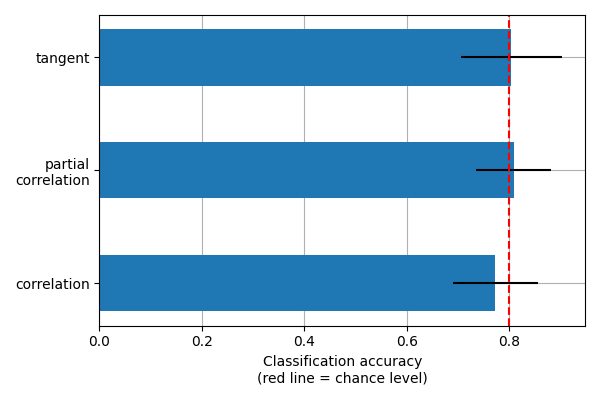 tangent
partial
correlation
correlation
0.0 0.2 0.4 0.6 0.8
Classification accuracy
(red line = chance level)